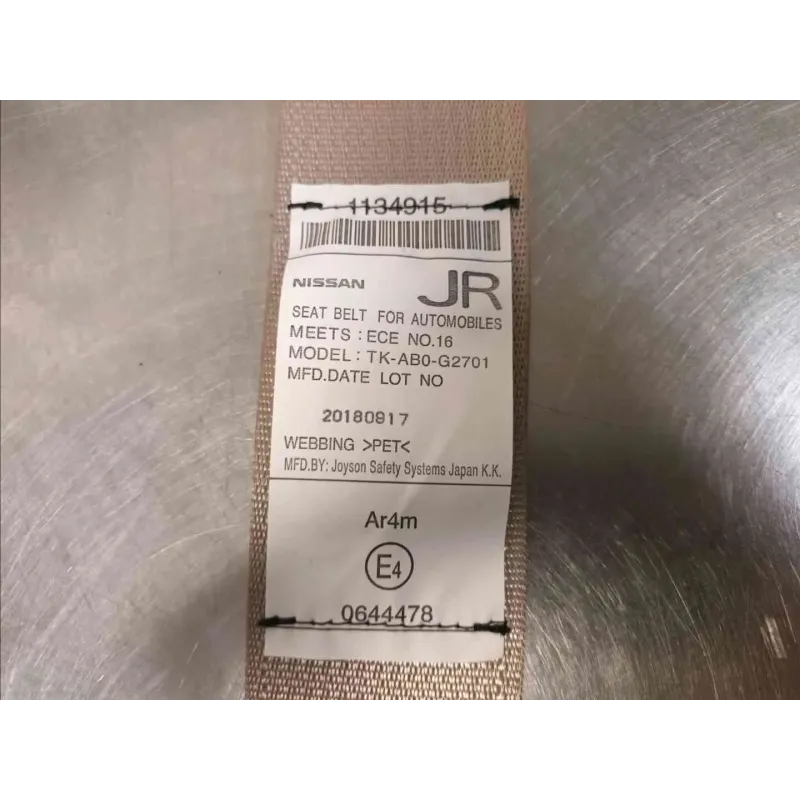 1134915
NISSAN JR
SEAT BELT FOR AUTOMOBILES
MEETS : ECE NO.16
MODEL : TK-AB0-G2701
MFD.DATE LOT NO
20180817
WEBBING >PET<
MFD.BY: Joyson Safety Systems Japan K.K.
Ar4m
E4
0644478